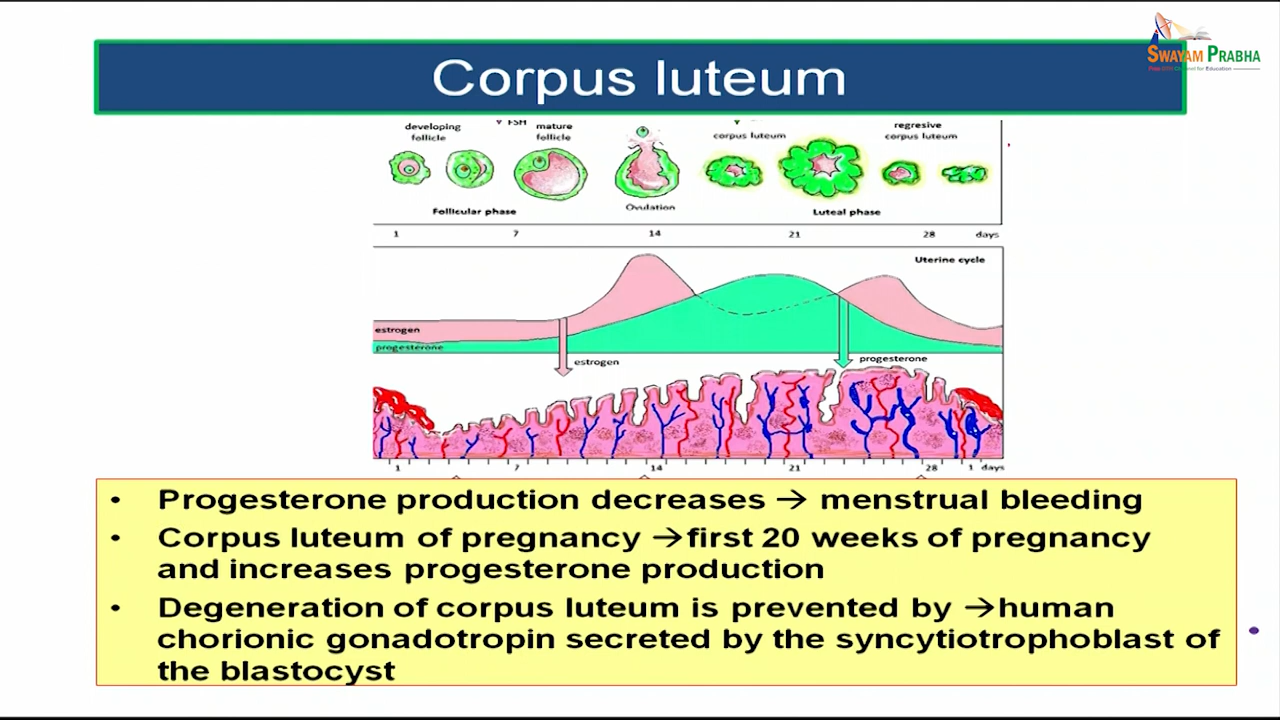 SWAYAM PRABHA
Corpus luteum
developing
follicle
FSH
mature
follicle
corpus luteum
regresive
corpus luteum
Follicular phase
Ovulation
Luteal phase
1 7 14 21 28 days
Uterine cycle
estrogen
progesterone
estrogen
progesterone
1 7 14 21 28 1 days
• Progesterone production decreases → menstrual bleeding
• Corpus luteum of pregnancy →first 20 weeks of pregnancy
and increases progesterone production
• Degeneration of corpus luteum is prevented by →human
chorionic gonadotropin secreted by the syncytiotrophoblast of
the blastocyst